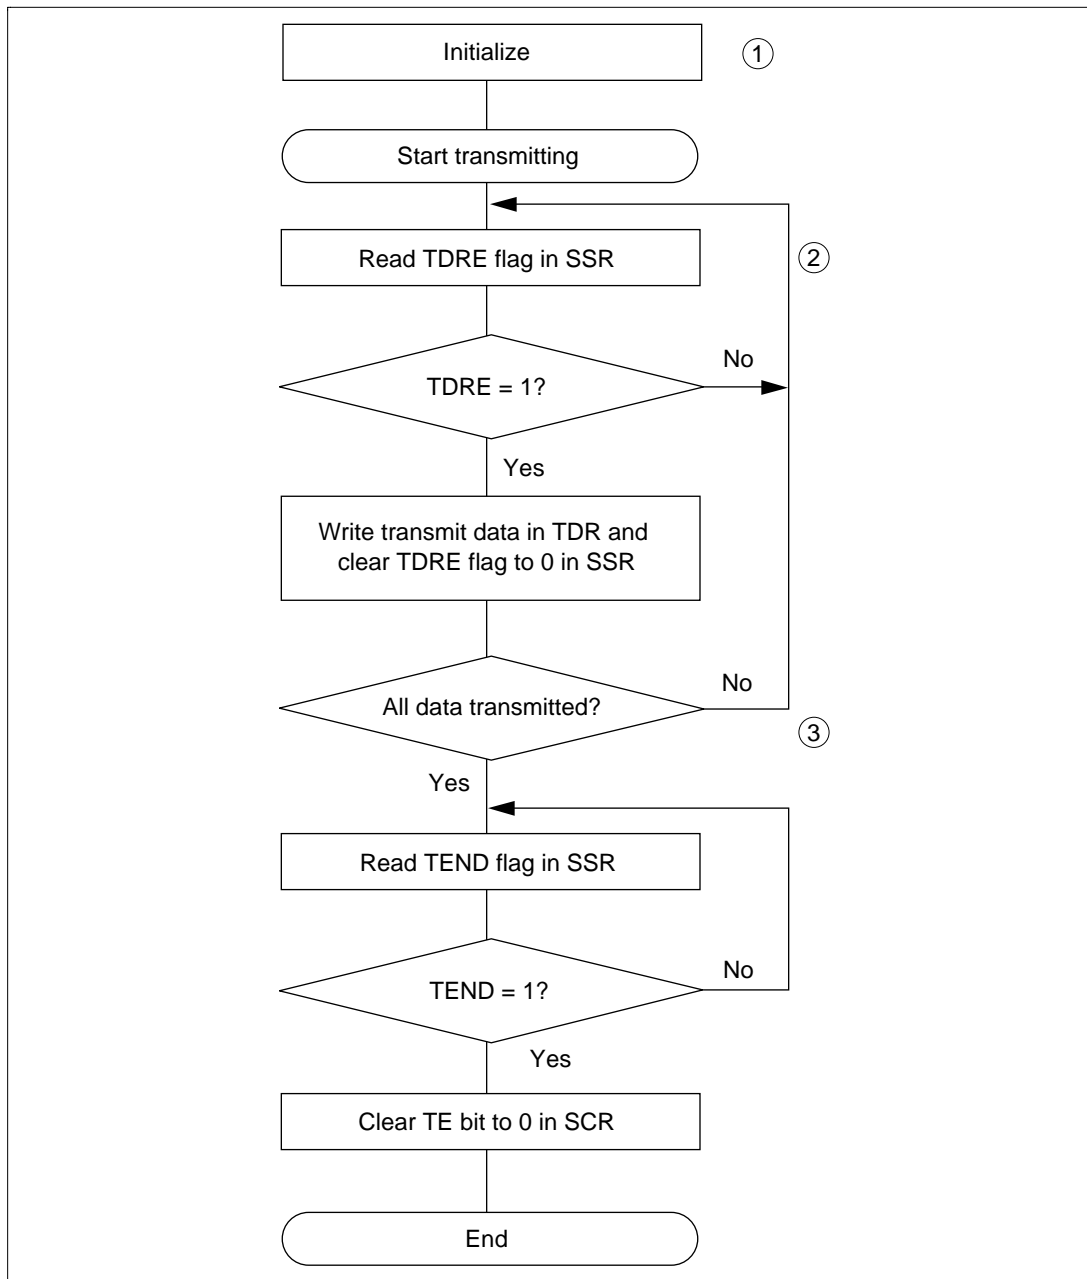 Initialize
①
Start transmitting
Read TDRE flag in SSR
②
TDRE = 1?
No
Yes
Write transmit data in TDR and
clear TDRE flag to 0 in SSR
All data transmitted?
No
③
Yes
Read TEND flag in SSR
TEND = 1?
No
Yes
Clear TE bit to 0 in SCR
End